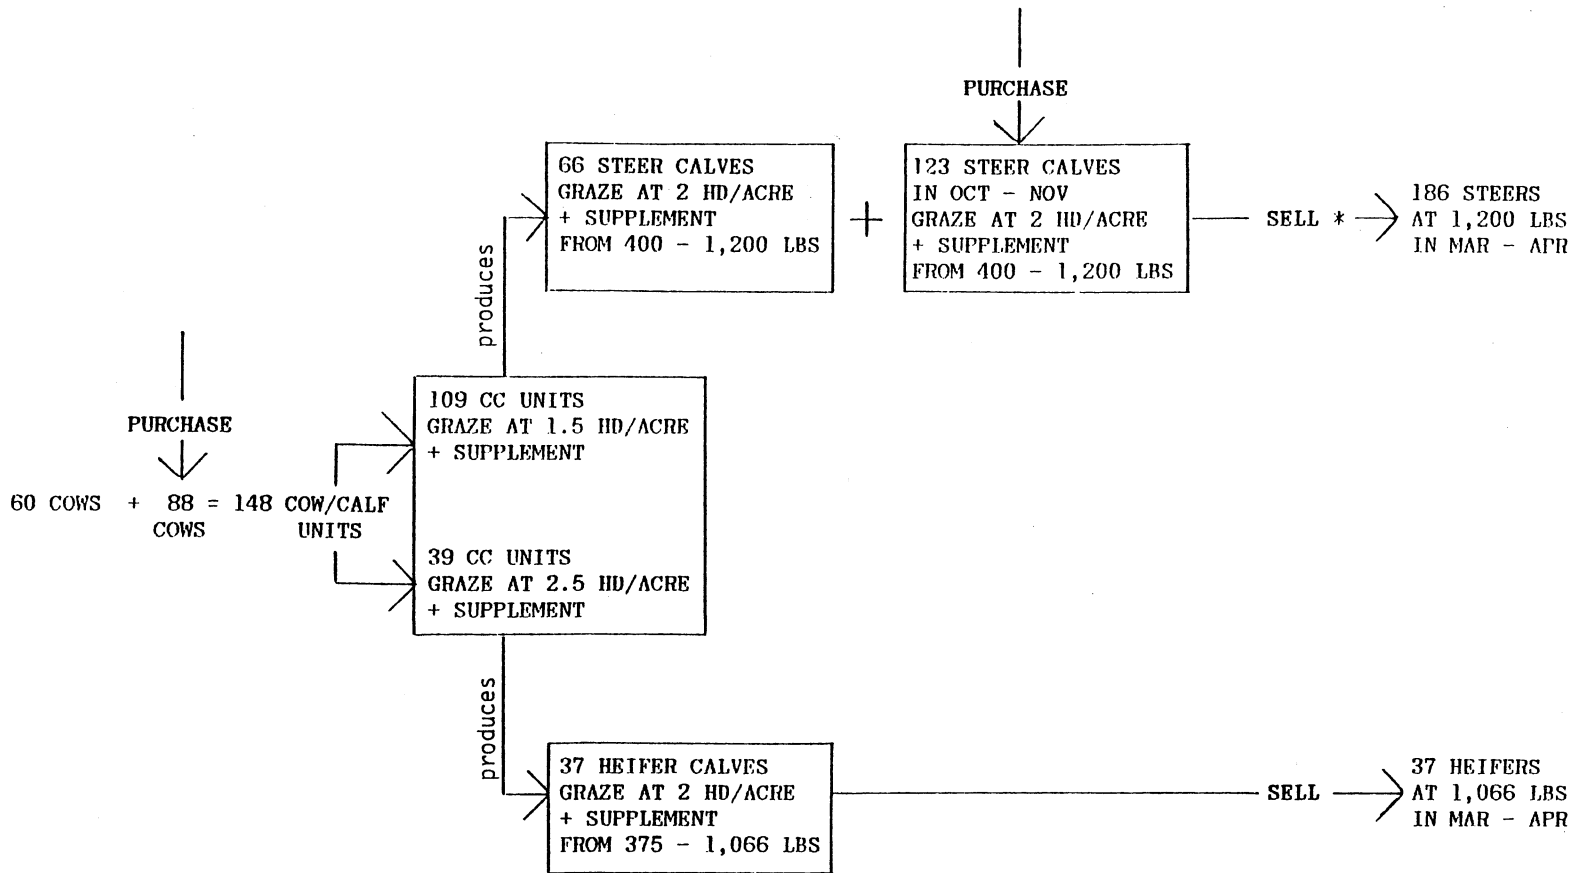 PURCHASE
66 STEER CALVES
GRAZE AT 2 HD/ACRE
+ SUPPLEMENT
FROM 400 - 1,200 LBS
+
123 STEER CALVES
IN OCT - NOV
GRAZE AT 2 HD/ACRE
+ SUPPLEMENT
FROM 400 - 1,200 LBS
SELL *
186 STEERS
AT 1,200 LBS
IN MAR - APR
produces
PURCHASE
60 COWS + 88 = 148 COW/CALF
COWS UNITS
109 CC UNITS
GRAZE AT 1.5 HD/ACRE
+ SUPPLEMENT
39 CC UNITS
GRAZE AT 2.5 HD/ACRE
+ SUPPLEMENT
produces
37 HEIFER CALVES
GRAZE AT 2 HD/ACRE
+ SUPPLEMENT
FROM 375 - 1,066 LBS
SELL
37 HEIFERS
AT 1,066 LBS
IN MAR - APR